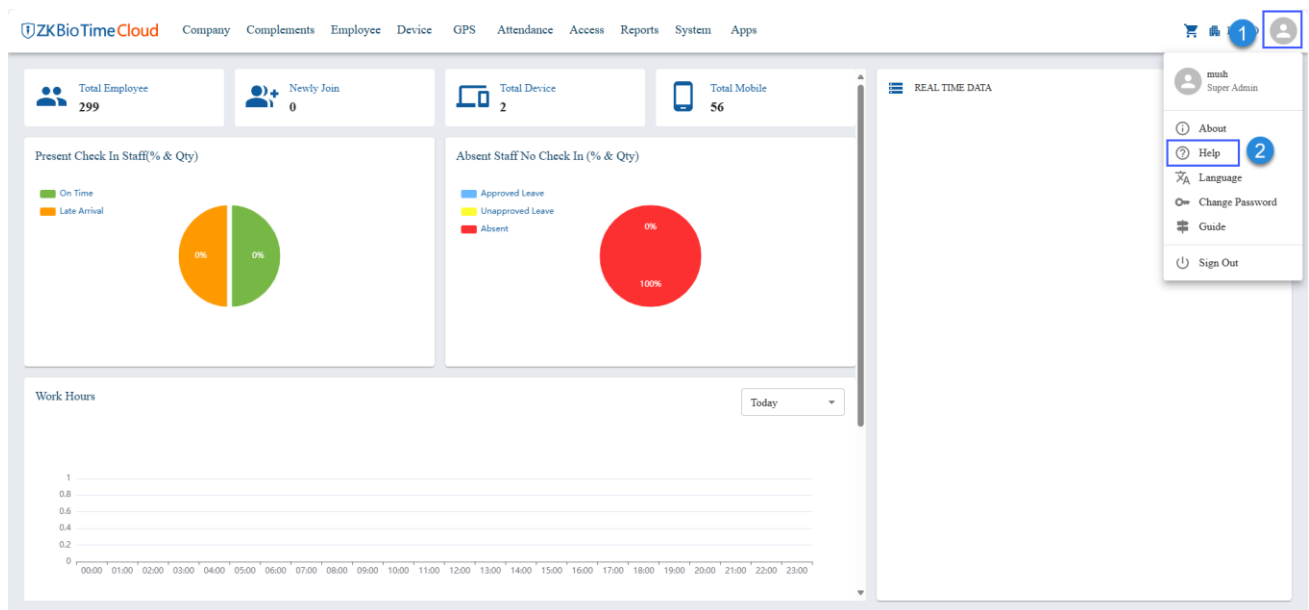 ZKBioTime Cloud
Company Complements Employee Device GPS Attendance Access Reports System Apps
1
Total Employee
299
Newly Join
0
Total Device
2
Total Mobile
56
REAL TIME DATA
mush
Super Admin
About
Help
2
Language
Change Password
Guide
Sign Out
Present Check In Staff(% & Qty)
On Time
Late Arrival
0% 0%
Absent Staff No Check In (% & Qty)
Approved Leave
Unapproved Leave
Absent
0%
100%
Work Hours
Today
1
0.8
0.6
0.4
0.2
0
00:00 01:00 02:00 03:00 04:00 05:00 06:00 07:00 08:00 09:00 10:00 11:00 12:00 13:00 14:00 15:00 16:00 17:00 18:00 19:00 20:00 21:00 22:00 23:00